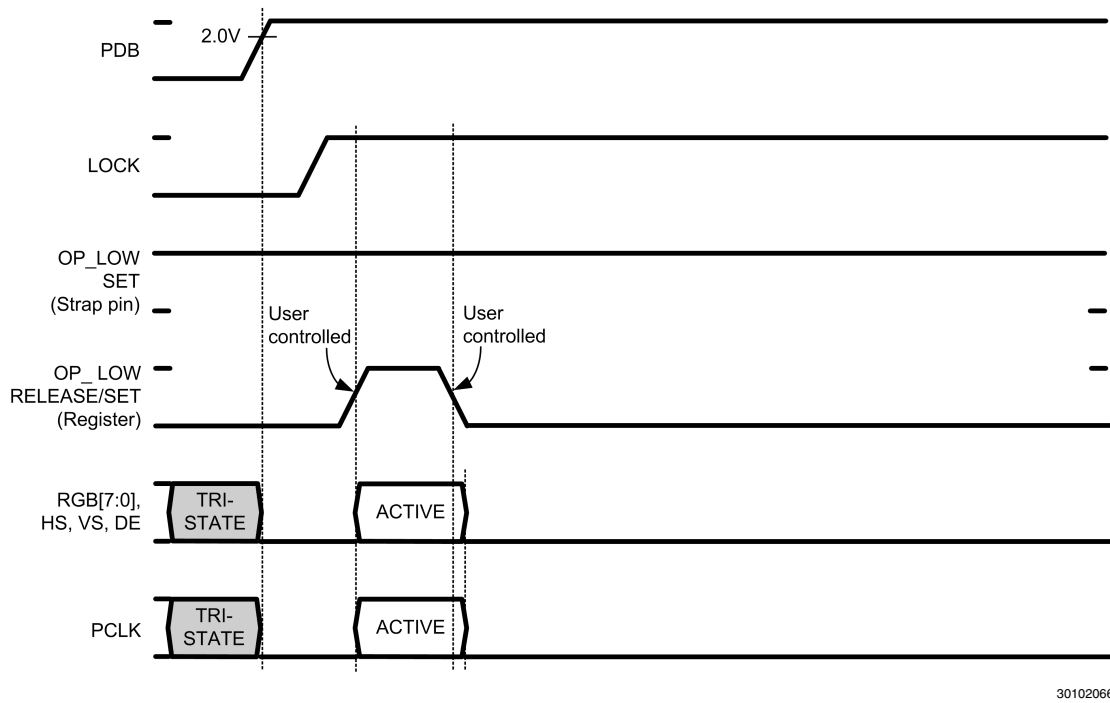 PDB
2.0V
LOCK
OP_LOW
SET
(Strap pin)
User
controlled
User
controlled
OP_ LOW
RELEASE/SET
(Register)
RGB[7:0],
HS, VS, DE
TRI-
STATE
ACTIVE
PCLK
TRI-
STATE
ACTIVE
30102066